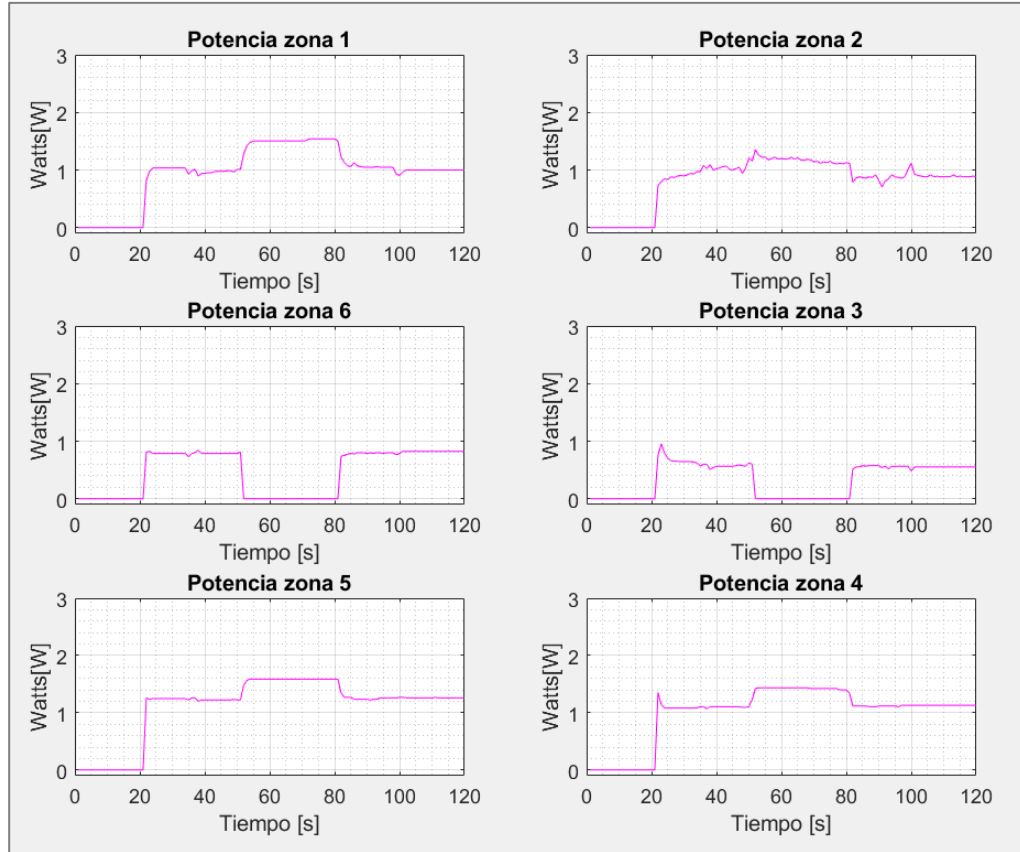 Potencia zona 1
3
2
1
0
Watts[W]
0 20 40 60 80 100 120
Tiempo [s]
Potencia zona 2
3
2
1
0
Watts[W]
0 20 40 60 80 100 120
Tiempo [s]
Potencia zona 6
3
2
1
0
Watts[W]
0 20 40 60 80 100 120
Tiempo [s]
Potencia zona 3
3
2
1
0
Watts[W]
0 20 40 60 80 100 120
Tiempo [s]
Potencia zona 5
3
2
1
0
Watts[W]
0 20 40 60 80 100 120
Tiempo [s]
Potencia zona 4
3
2
1
0
Watts[W]
0 20 40 60 80 100 120
Tiempo [s]